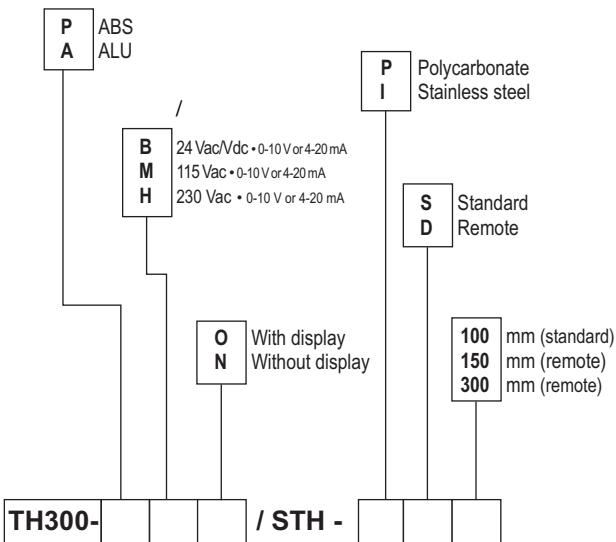 P ABS
A ALU
P Polycarbonate
I Stainless steel
/
B 24 Vac/Vdc • 0-10 V or 4-20 mA
M 115 Vac • 0-10 V or 4-20 mA
H 230 Vac • 0-10 V or 4-20 mA
S Standard
D Remote
O With display
N Without display
100 mm (standard)
150 mm (remote)
300 mm (remote)
TH300- / STH -